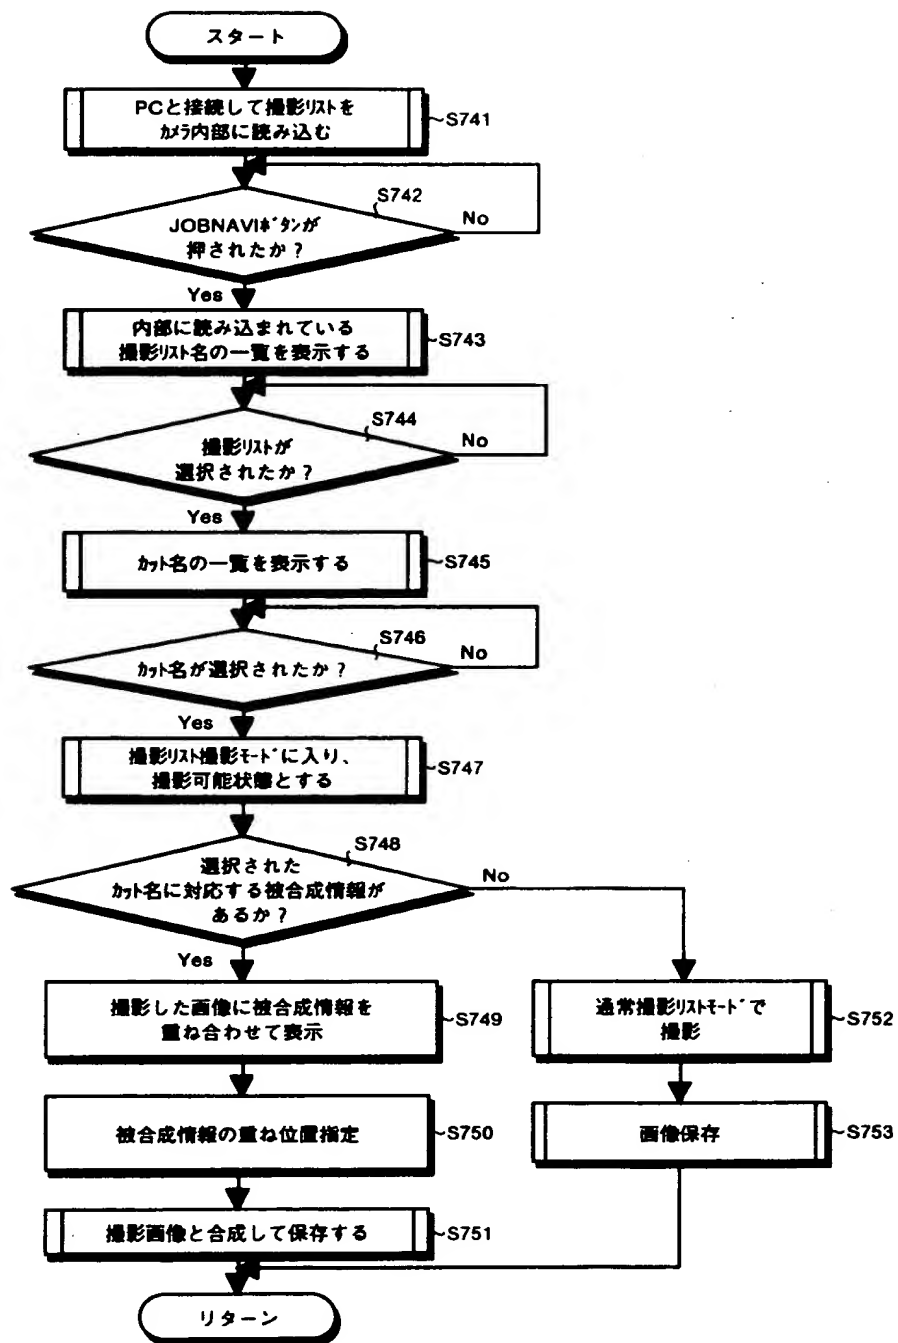 スタート
PCと接続して撮影リストを
カメラ内部に読み込む
~S741
S742
JOBNAVIボタンが
押されたか?
No
Yes
内部に読み込まれている
撮影リスト名の一覧を表示する
~S743
S744
撮影リストが
選択されたか?
No
Yes
カット名の一覧を表示する
~S745
S746
カット名が選択されたか?
No
Yes
撮影リスト撮影モードに入り、
撮影可能状態とする
~S747
S748
選択された
カット名に対応する被合成情報が
あるか?
No
Yes
撮影した画像に被合成情報を
重ね合わせて表示
~S749
通常撮影リストモードで
撮影
~S752
被合成情報の重ね位置指定
~S750
画像保存
~S753
撮影画像と合成して保存する
~S751
リターン